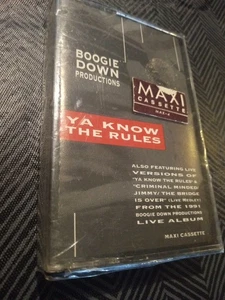 BOOGIE
DOWN
PRODUCTIONS
MAXI
CASSETTE
YA KNOW
THE RULES
ALSO FEATURING LIVE
VERSIONS OF
"YA KNOW THE RULES" &
"CRIMINAL MINDED/
JIMMY/ THE BRIDGE
IS OVER" (LIVE MEDLEY)
FROM THE 1991
BOOGIE DOWN PRODUCTIONS
LIVE ALBUM
MAXI CASSETTE